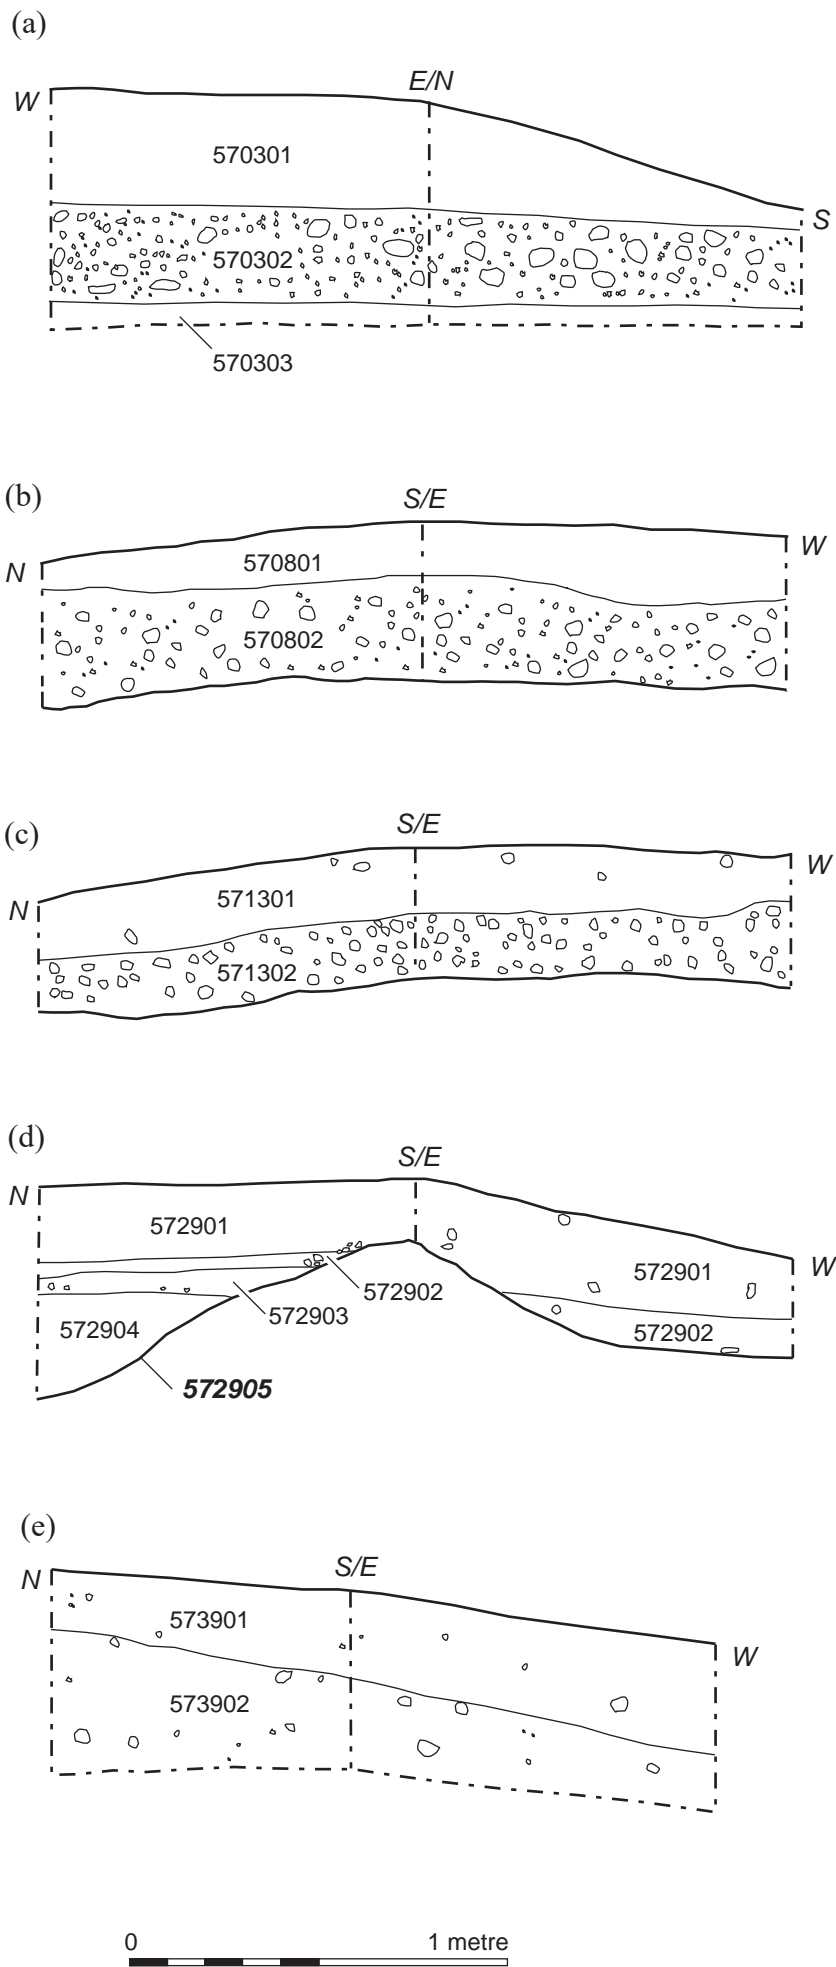 (a)
E/N
W
570301
S
570302
570303
(b)
S/E
N
W
570801
570802
(c)
S/E
N
W
571301
571302
(d)
S/E
N
572901
W
572901
572902
572903
572904
572902
572905
(e)
S/E
N
573901
W
573902
0 1 metre